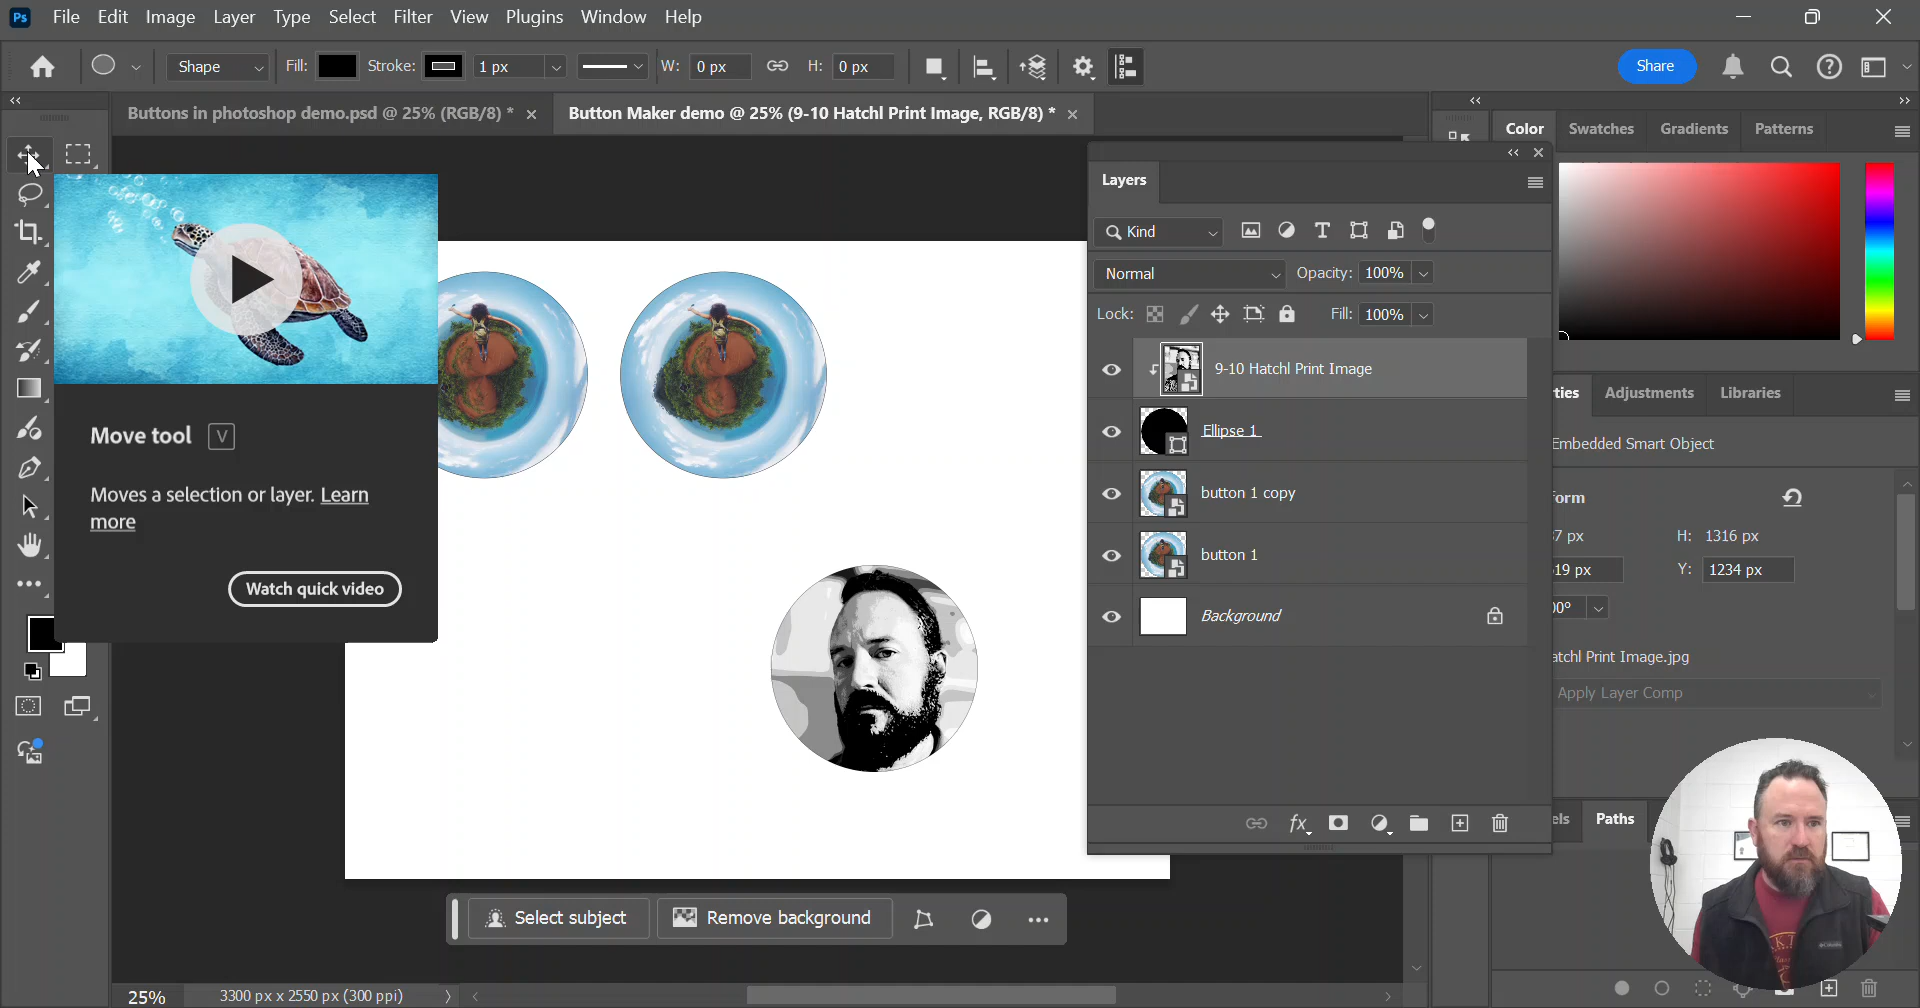 Ps File Edit Image Layer Type Select Filter View Plugins Window Help
Shape Fill: Stroke: 1 px W: 0 px H: 0 px Share
Buttons in photoshop demo.psd @ 25% (RGB/8) * Button Maker demo @ 25% (9-10 Hatchl Print Image, RGB/8) *
Color Swatches Gradients Patterns
Layers
Kind
Normal Opacity: 100%
Lock: Fill: 100%
9-10 Hatchl Print Image
Ellipse 1
button 1 copy
button 1
Background
Move tool V
Moves a selection or layer. Learn
more
Watch quick video
ties Adjustments Libraries
Embedded Smart Object
form
37 px H: 1316 px
519 px Y: 1234 px
00°
atchl Print Image.jpg
Apply Layer Comp
els Paths
Select subject Remove background
25% 3300 px x 2550 px (300 ppi)